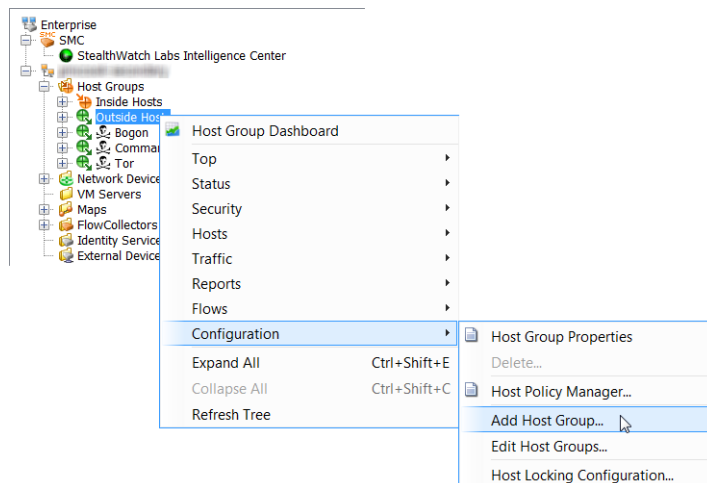 Enterprise
SMC
SMC
StealthWatch Labs Intelligence Center
Host Groups
Inside Hosts
Outside Hos
Bogon
Comma
Tor
Network Device
VM Servers
Maps
FlowCollectors
Identity Service
External Device
Host Group Dashboard
Top
Status
Security
Hosts
Traffic
Reports
Flows
Configuration
Expand All Ctrl+Shift+E
Collapse All Ctrl+Shift+C
Refresh Tree
Host Group Properties
Delete...
Host Policy Manager...
Add Host Group...
Edit Host Groups...
Host Locking Configuration...